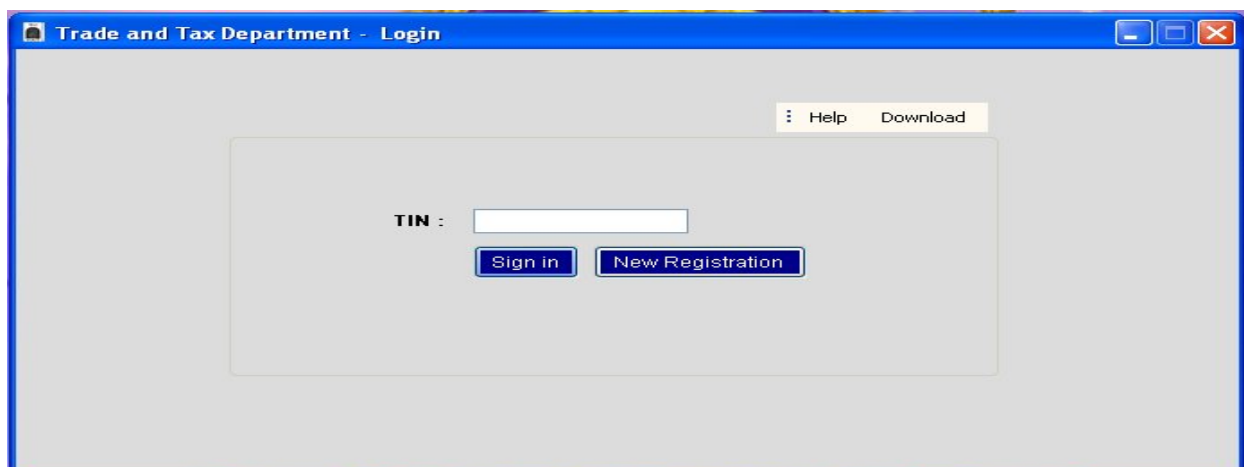 Trade and Tax Department - Login
Help Download
TIN :
Sign in New Registration